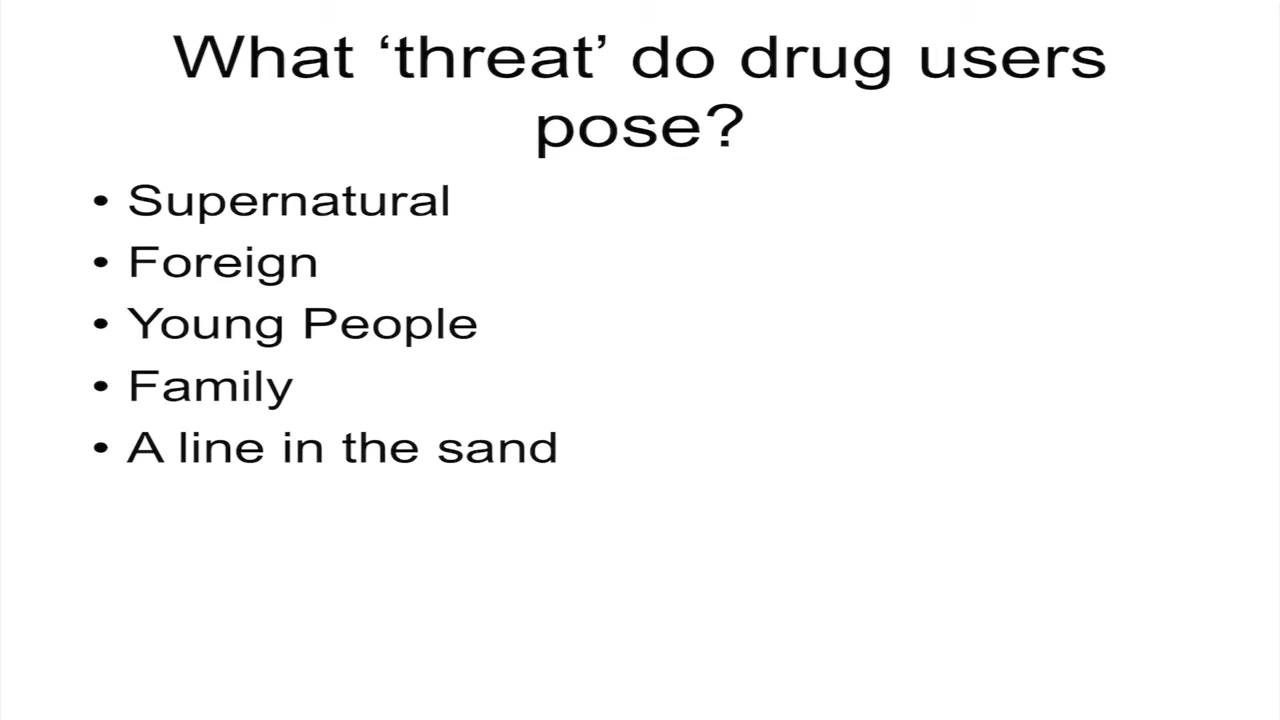 What ‘threat’ do drug users
pose?
• Supernatural
• Foreign
• Young People
• Family
• A line in the sand